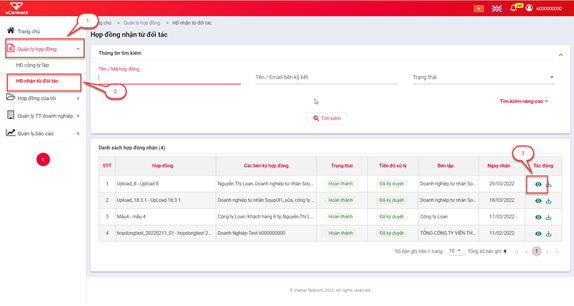 vContract
240
6000000000
1
Trang chủ
Quản lý hợp đồng
HĐ công ty lập
HĐ nhận từ đối tác
2
Hợp đồng của tôi
Quản lý TT doanh nghiệp
Quản lý báo cáo
chủ » Quản lý hợp đồng » HĐ nhận từ đối tác
Hợp đồng nhận từ đối tác
Thông tin tìm kiếm
Tên / Mã hợp đồng
Tên / Email bên ký kết
Trạng thái
Tìm kiếm nâng cao
Tìm kiếm
Danh sách hợp đồng nhận (4)
3
STT Hợp đồng Các bên ký hợp đồng Trạng thái Tiến độ xử lý Bên lập Ngày nhận Tác động
1 Upload_8 - Upload 8 Nguyễn Thị Loan, Doanh nghiệp tư nhân Sou... Hoàn thành Đã ký duyệt Doanh nghiệp tư nhân So... 29/03/2022
2 Upload_18.3.1 - UpLoad 18.3.1 Doanh nghiệp tư nhân Soup\31_sửa, công ty ... Hoàn thành Đã ký duyệt Doanh nghiệp tư nhân So... 18/03/2022
3 Mẫu4 - mẫu 4 Công ty Loan, Khách hàng 6 tỷ, Nguyễn Thị L... Hoàn thành Đã ký duyệt Công ty Loan 17/03/2022
4 hopdongtest_20220211_01 - hopdongtest 2... Doanh Nghiệp Test 6000000000 Hoàn thành Đã ký duyệt TỔNG CÔNG TY VIỄN TH... 11/02/2022
Số bản ghi trên 1 trang: 10 Tổng số bản ghi: 4 1
© Viettel Telecom 2022. All rights reserved.